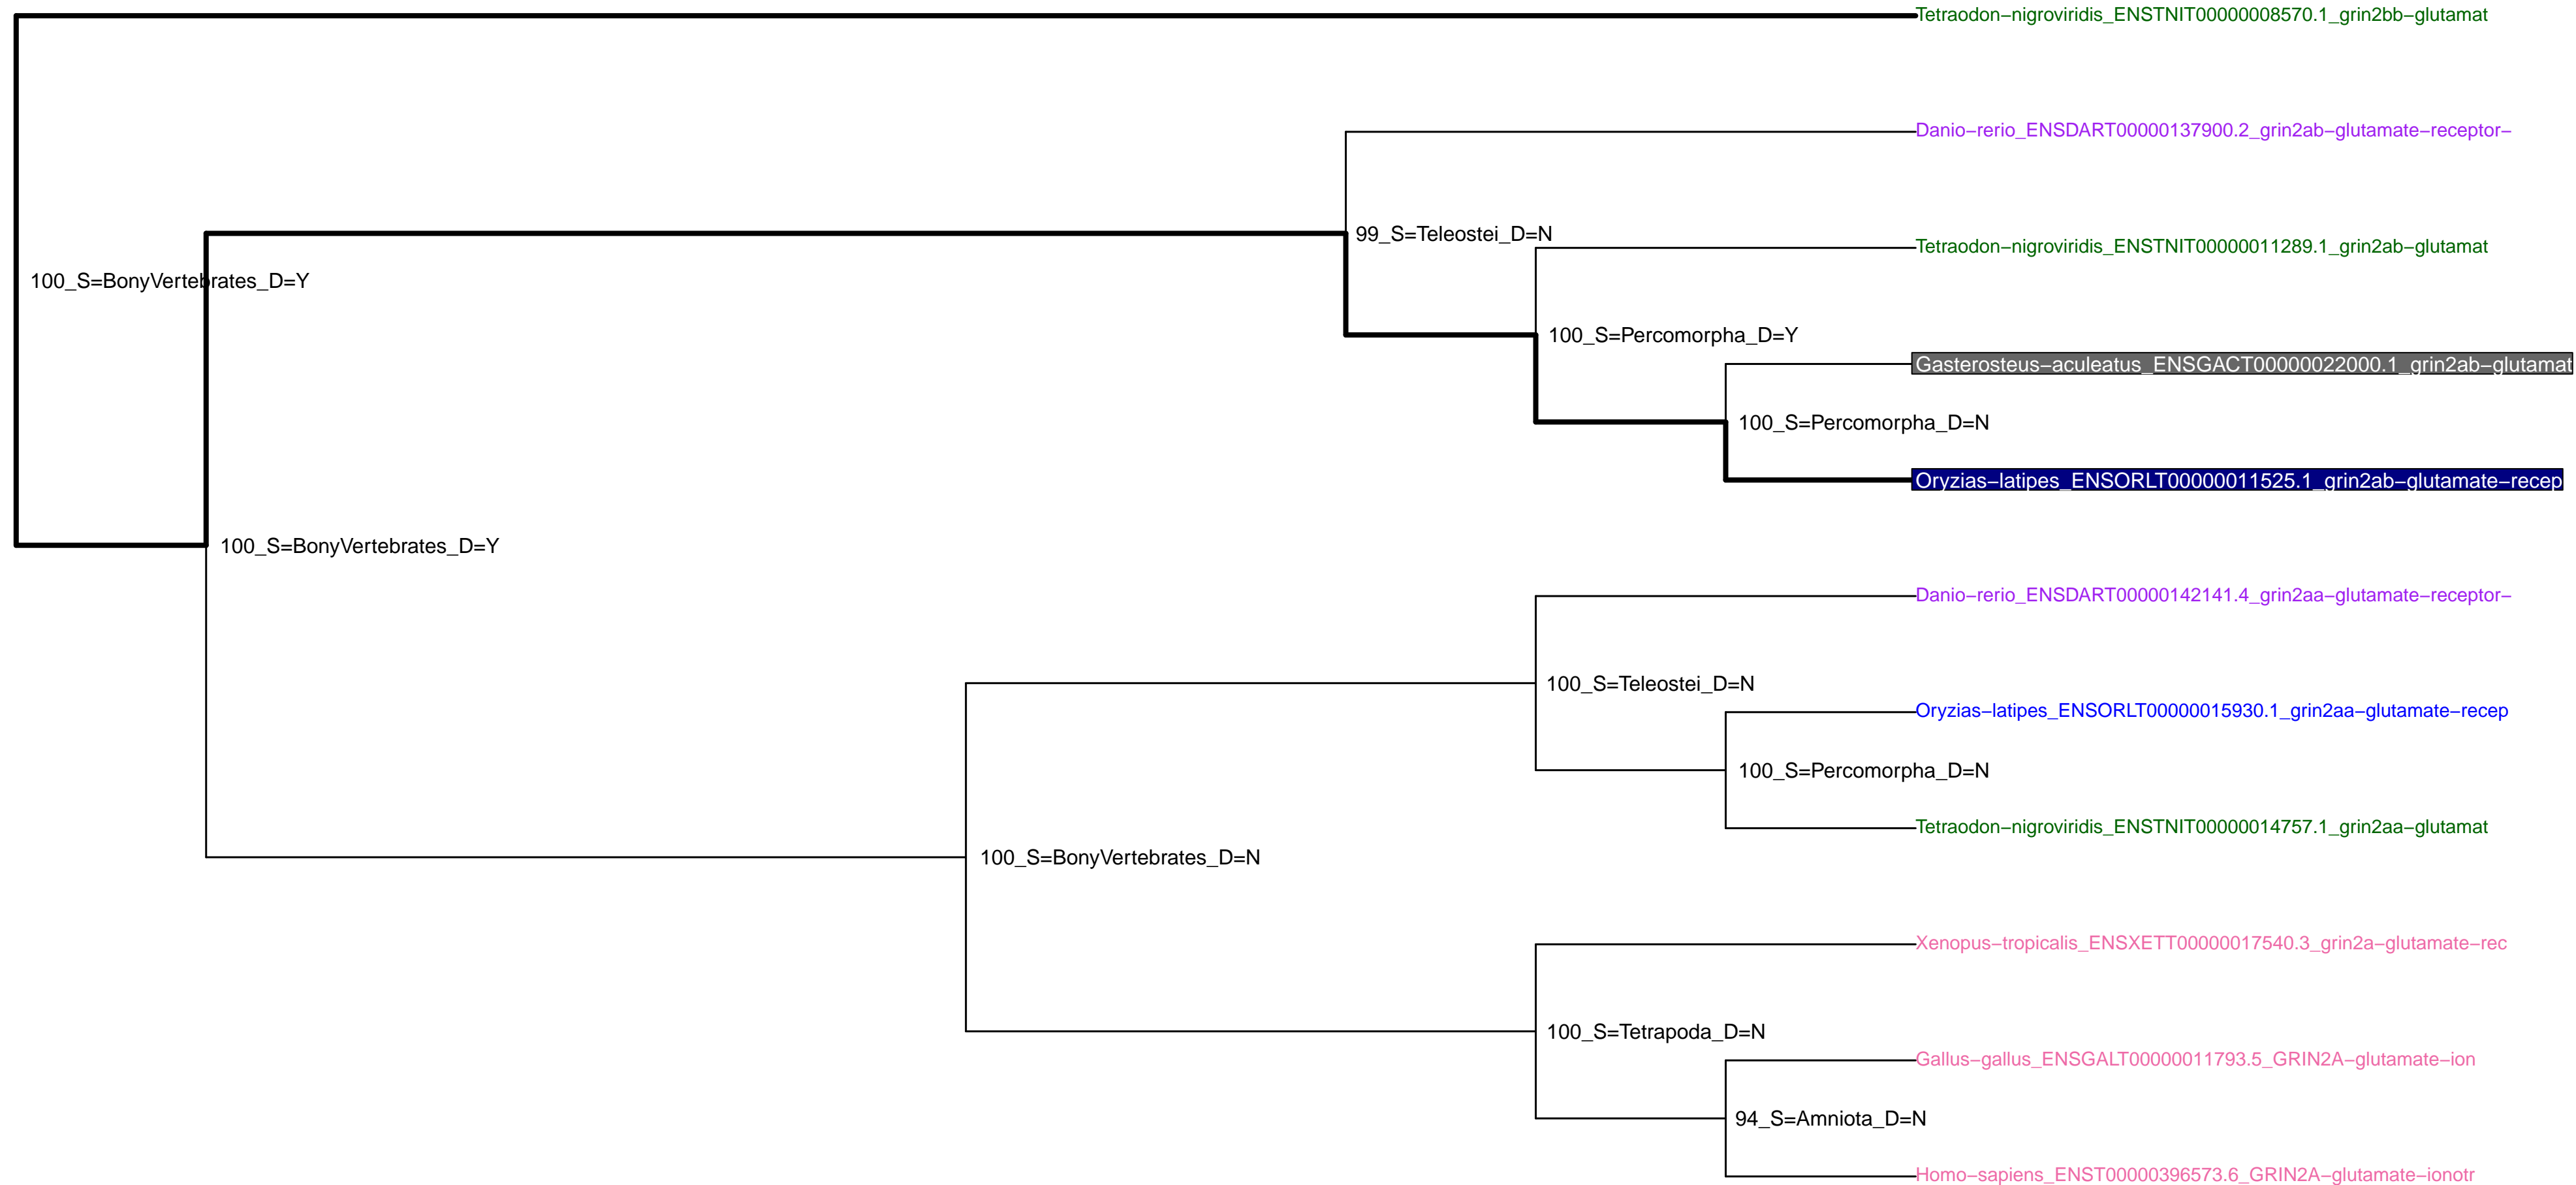 Tetraodon−nigroviridis_ENSTNIT00000008570.1_grin2bb−glutamat
Danio−rerio_ENSDART00000137900.2_grin2ab−glutamate−receptor−
99_S=Teleostei_D=N
Tetraodon−nigroviridis_ENSTNIT00000011289.1_grin2ab−glutamat
100_S=BonyVertebrates_D=Y
100_S=Percomorpha_D=Y
Gasterosteus−aculeatus_ENSGACT00000022000.1_grin2ab−glutamat
100_S=Percomorpha_D=N
Oryzias−latipes_ENSORLT00000011525.1_grin2ab−glutamate−recep
100_S=BonyVertebrates_D=Y
Danio−rerio_ENSDART00000142141.4_grin2aa−glutamate−receptor−
100_S=Teleostei_D=N
Oryzias−latipes_ENSORLT00000015930.1_grin2aa−glutamate−recep
100_S=Percomorpha_D=N
Tetraodon−nigroviridis_ENSTNIT00000014757.1_grin2aa−glutamat
100_S=BonyVertebrates_D=N
Xenopus−tropicalis_ENSXETT00000017540.3_grin2a−glutamate−rec
100_S=Tetrapoda_D=N
Gallus−gallus_ENSGALT00000011793.5_GRIN2A−glutamate−ion
94_S=Amniota_D=N
Homo−sapiens_ENST00000396573.6_GRIN2A−glutamate−ionotr